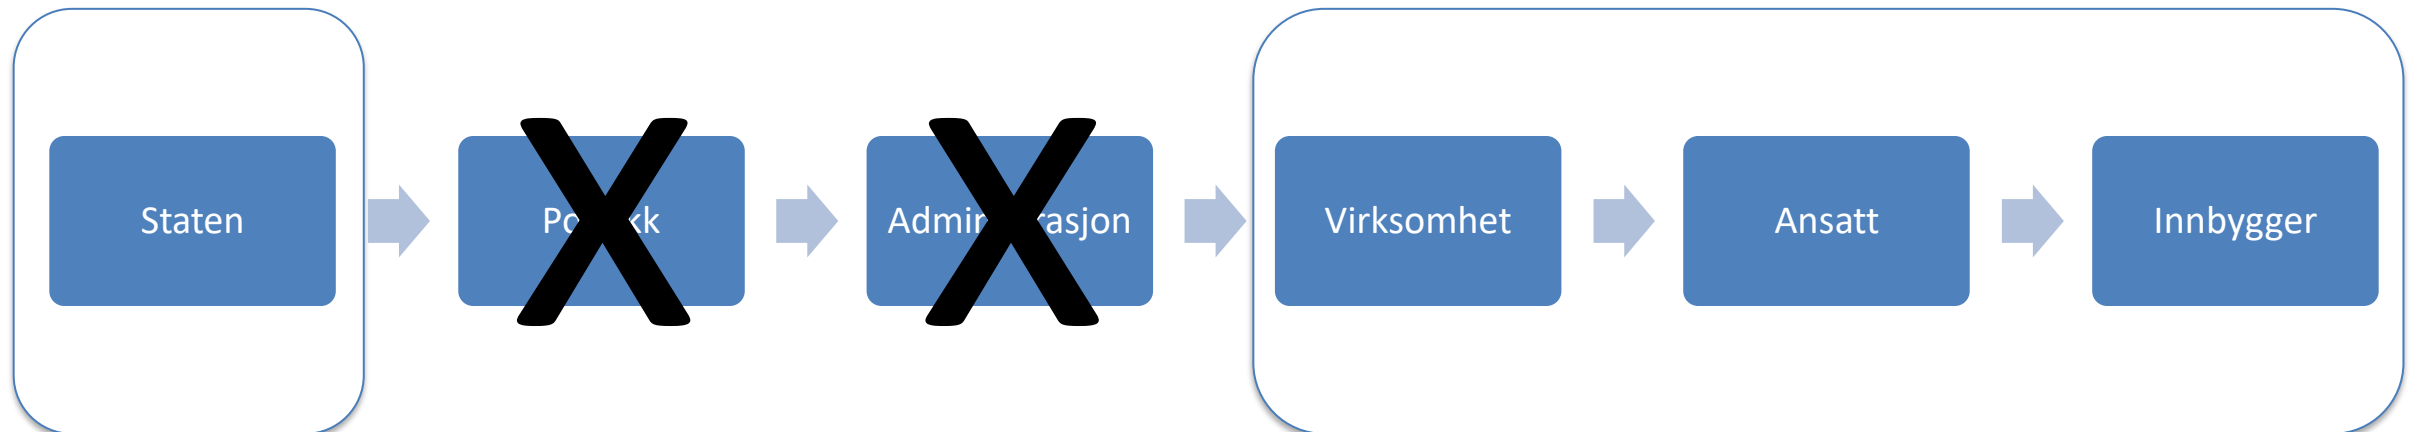 Staten
X
X
Virksomhet
Ansatt
Innbygger